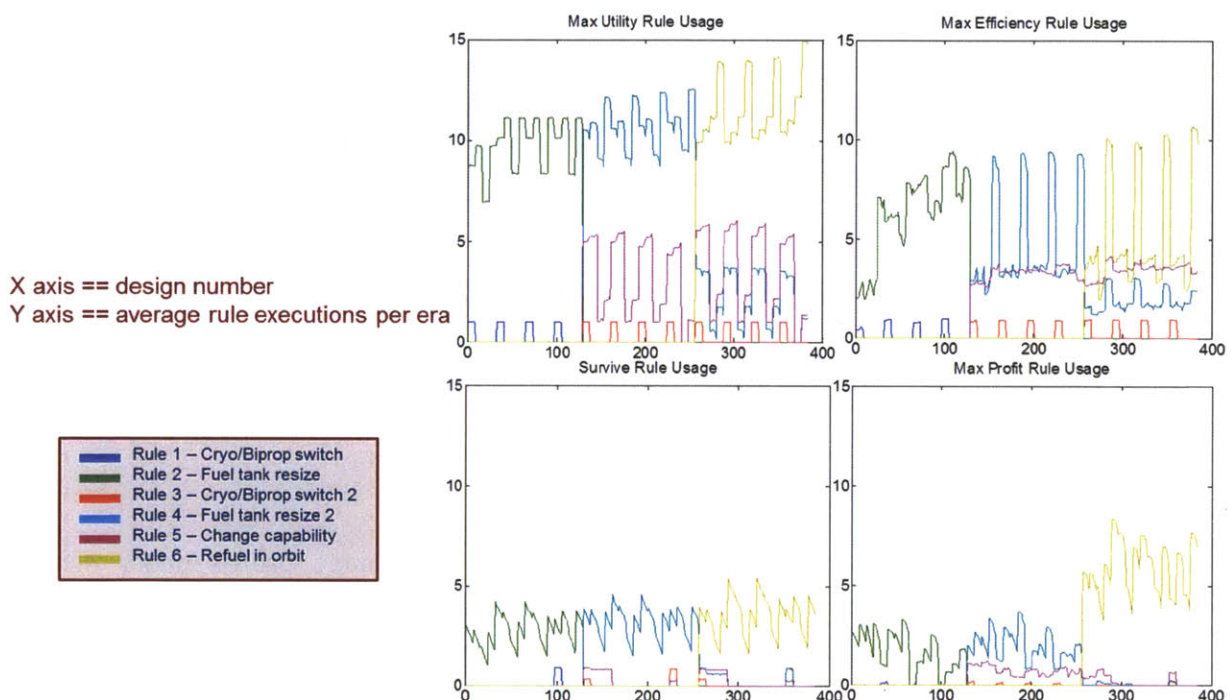 Max Utility Rule Usage
Max Efficiency Rule Usage
15
10
5
0
0 100 200 300 400
15
10
5
0
0 100 200 300 400
X axis == design number
Y axis == average rule executions per era
Survive Rule Usage
Max Profit Rule Usage
15
10
5
0
0 100 200 300 400
15
10
5
0
0 100 200 300 400
Rule 1 – Cryo/Biprop switch
Rule 2 – Fuel tank resize
Rule 3 – Cryo/Biprop switch 2
Rule 4 – Fuel tank resize 2
Rule 5 – Change capability
Rule 6 – Refuel in orbit